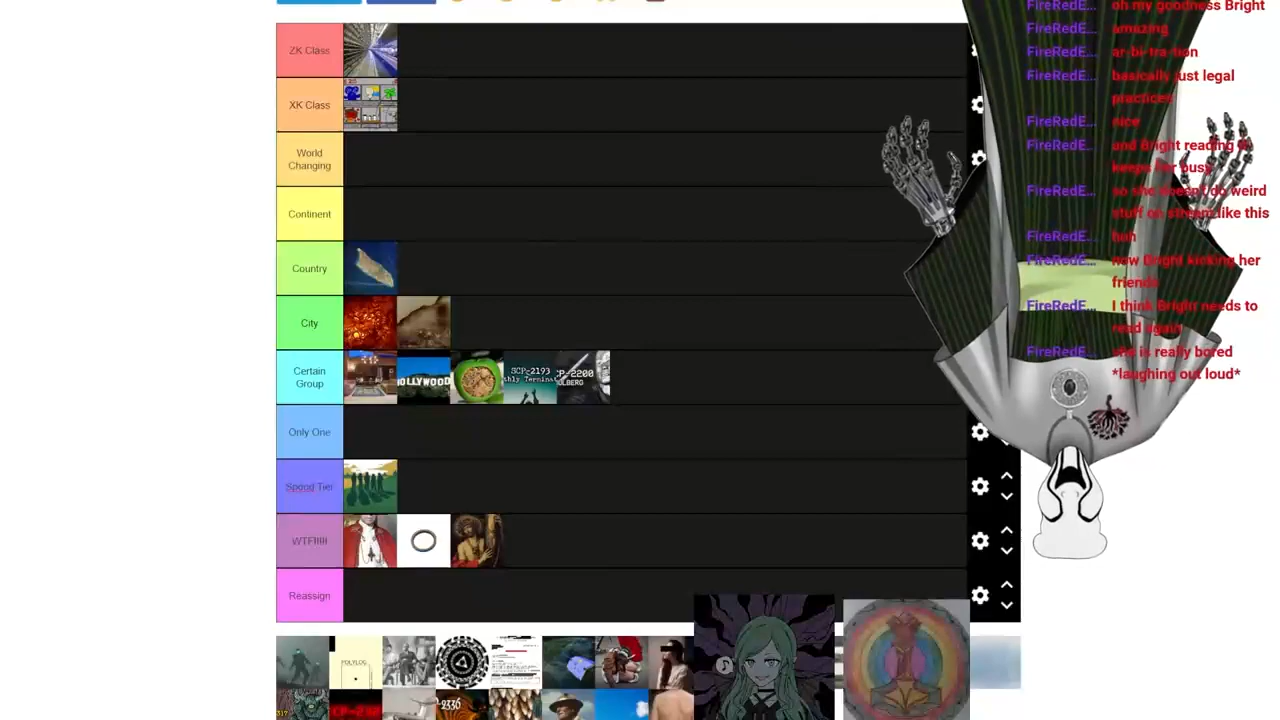 ZK Class
XK Class
World
Changing
Continent
Country
City
Certain
Group
HOLLYWOOD
SCP-2193
Only One
Spood Tier
WTF!!!!!
Reassign
POLYLOG
2336
FireRedE... oh my goodness Bright
FireRedE... amazing
FireRedE... ar-bi-tra-tion
FireRedE... basically just legal
practices
FireRedE... nice
FireRedE... and Bright reading it
keeps her busy
FireRedE... so she doesn't do weird
stuff on stream like this
FireRedE... huh
FireRedE... now Bright kicking her
friends
FireRedE... I think Bright needs to
read again
FireRedE... she is really bored
*laughing out loud*